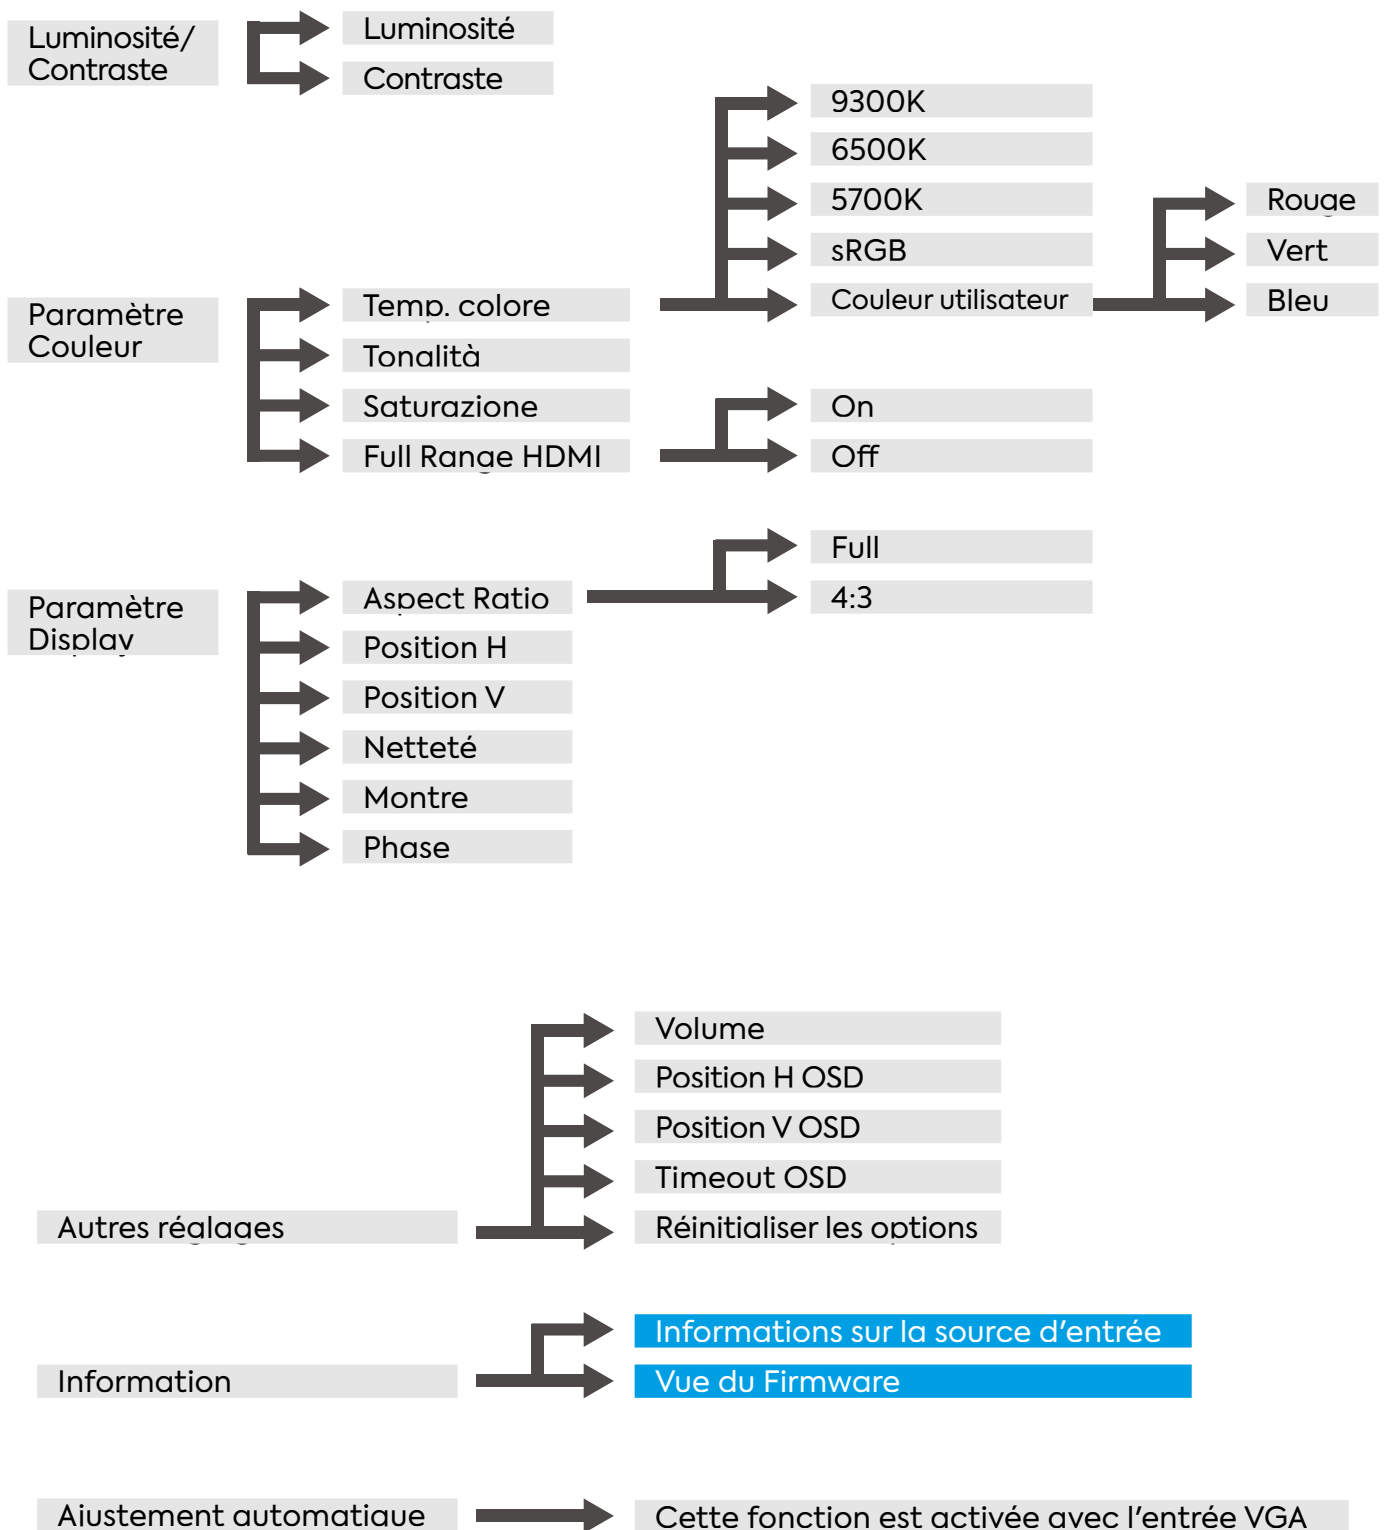 Luminosité/
Contraste
Luminosité
Contraste
9300K
6500K
5700K
sRGB
Couleur utilisateur
Rouge
Vert
Bleu
Paramètre
Couleur
Temp. colore
Tonalità
Saturazione
Full Range HDMI
On
Off
Full
4:3
Paramètre
Display
Aspect Ratio
Position H
Position V
Netteté
Montre
Phase
Volume
Position H OSD
Position V OSD
Timeout OSD
Réinitialiser les options
Autres réglages
Informations sur la source d'entrée
Vue du Firmware
Information
Ajustement automatique
Cette fonction est activée avec l'entrée VGA